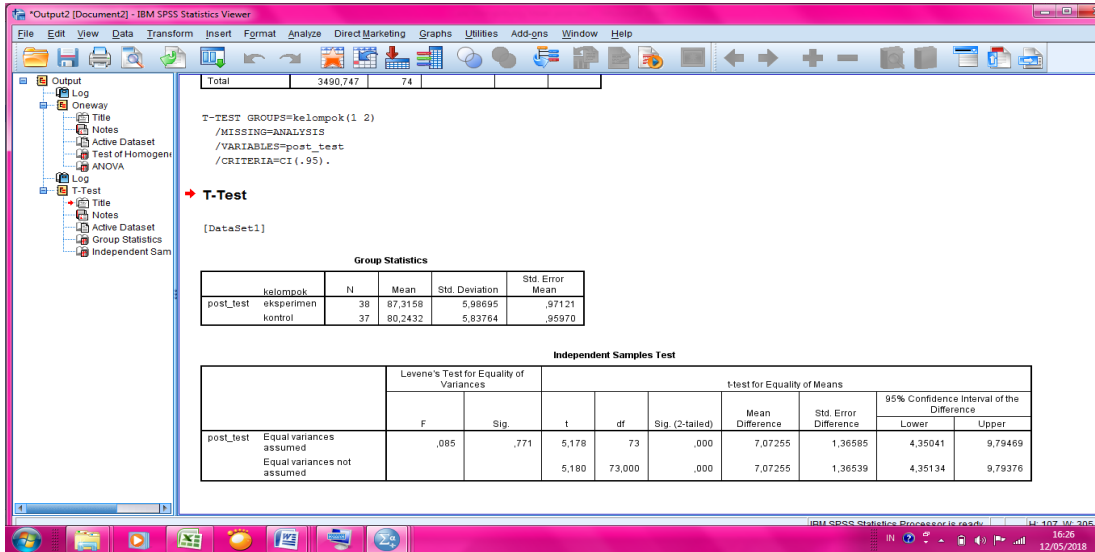 *Output2 [Document2] - IBM SPSS Statistics Viewer
File Edit View Data Transform Insert Format Analyze Direct Marketing Graphs Utilities Add-ons Window Help
Output
Log
Oneway
Title
Notes
Active Dataset
Test of Homogene
ANOVA
Log
T-Test
Title
Notes
Active Dataset
Group Statistics
Independent Sam
Total 3490,747 74
T-TEST GROUPS=kelompok(1 2)
/MISSING=ANALYSIS
/VARIABLES=post_test
/CRITERIA=CI(.95).
T-Test
[DataSet1]
Group Statistics
kelompok N Mean Std. Deviation Std. Error Mean
post_test eksperimen 38 87,3158 5,98695 ,97121
kontrol 37 80,2432 5,83764 ,95970
Independent Samples Test
Levene's Test for Equality of Variances t-test for Equality of Means
F Sig. t df Sig. (2-tailed) Mean Difference Std. Error Difference 95% Confidence Interval of the Difference
Lower Upper
post_test Equal variances assumed ,085 ,771 5,178 73 ,000 7,07255 1,36585 4,35041 9,79469
Equal variances not assumed 5,180 73,000 ,000 7,07255 1,36539 4,35134 9,79376
IBM SPSS Statistics Processor is ready H: 107, W: 305
IN 16:26
12/05/2018